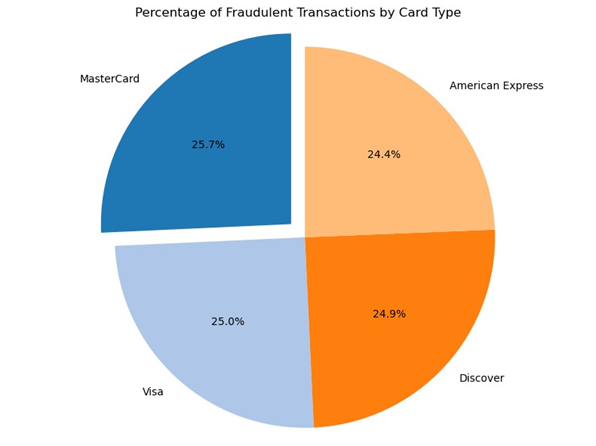 Percentage of Fraudulent Transactions by Card Type
MasterCard
American Express
25.7%
24.4%
25.0%
24.9%
Visa
Discover